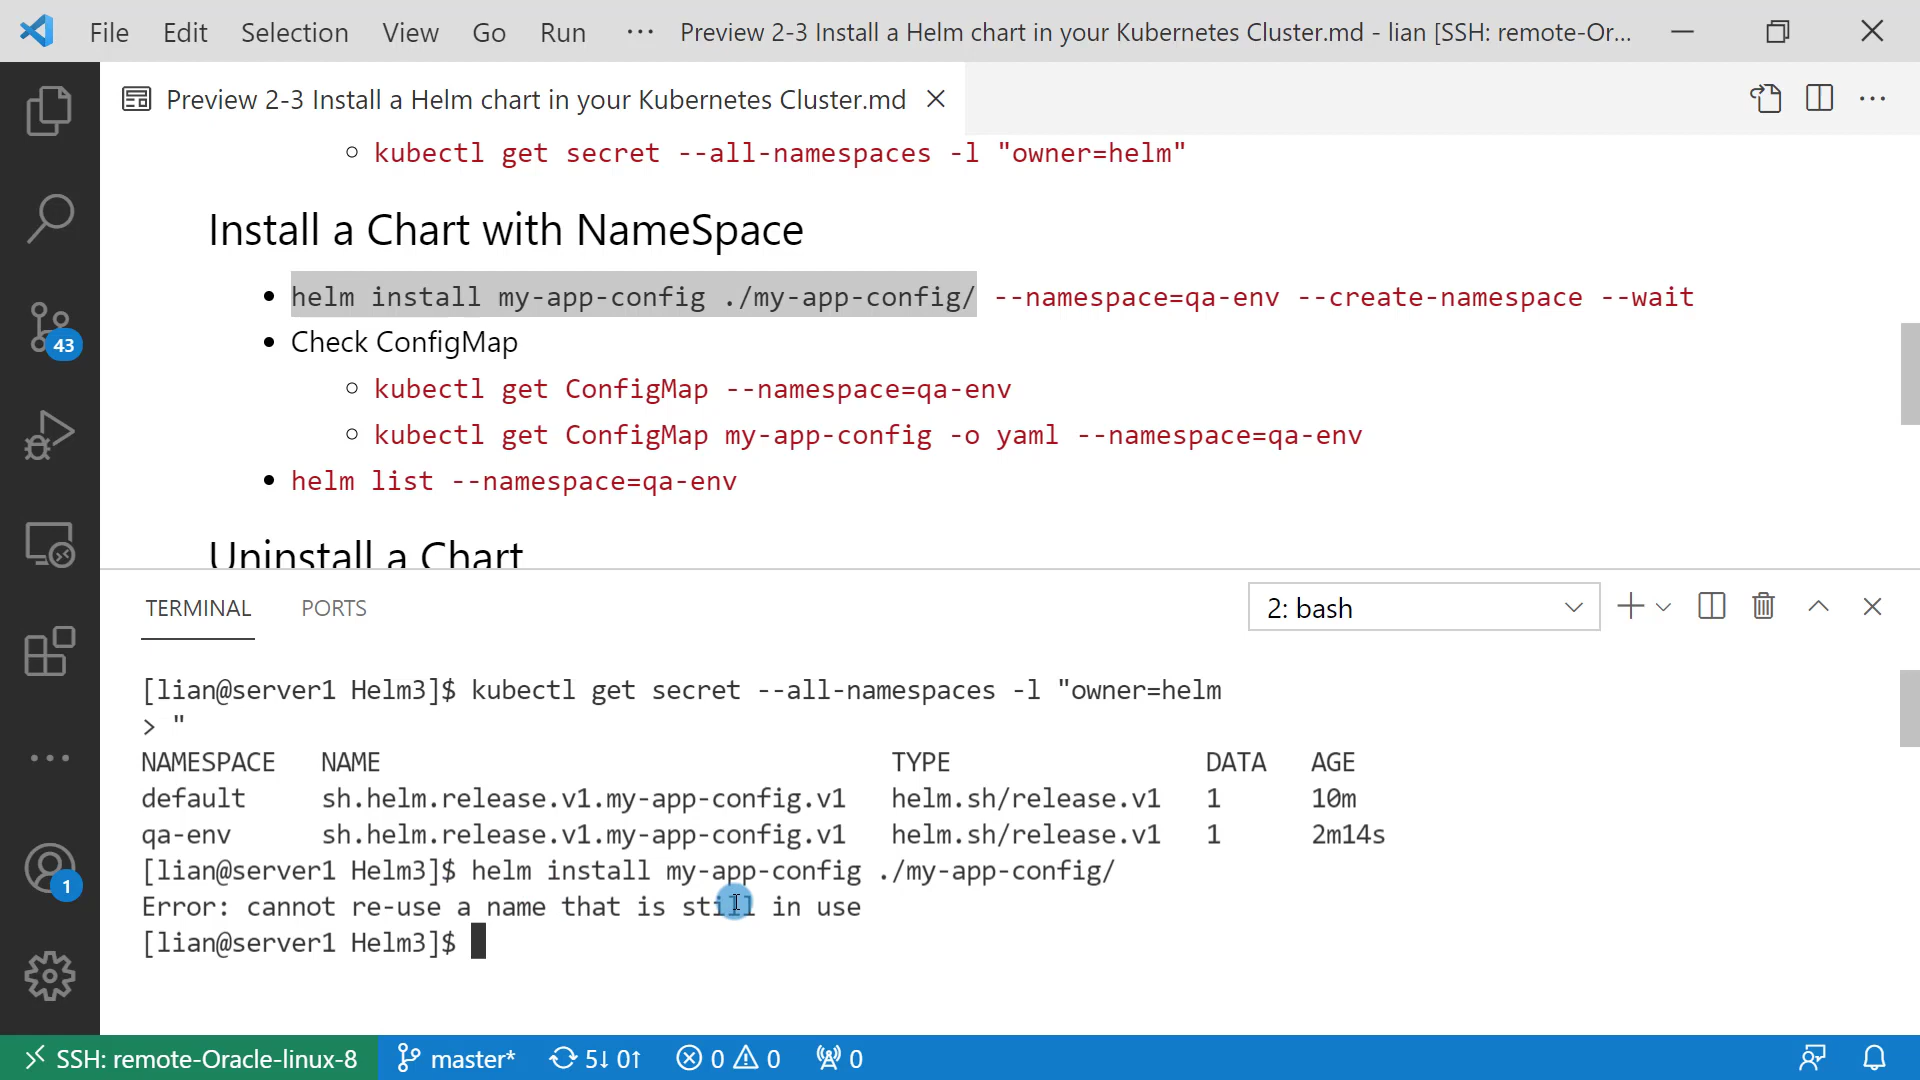 File Edit Selection View Go Run ··· Preview 2-3 Install a Helm chart in your Kubernetes Cluster.md - lian [SSH: remote-Or...
Preview 2-3 Install a Helm chart in your Kubernetes Cluster.md
kubectl get secret --all-namespaces -l "owner=helm"
Install a Chart with NameSpace
helm install my-app-config ./my-app-config/ --namespace=qa-env --create-namespace --wait
Check ConfigMap
kubectl get ConfigMap --namespace=qa-env
kubectl get ConfigMap my-app-config -o yaml --namespace=qa-env
helm list --namespace=qa-env
Uninstall a Chart
TERMINAL PORTS 2: bash
[lian@server1 Helm3]$ kubectl get secret --all-namespaces -l "owner=helm
> "
NAMESPACE NAME TYPE DATA AGE
default sh.helm.release.v1.my-app-config.v1 helm.sh/release.v1 1 10m
qa-env sh.helm.release.v1.my-app-config.v1 helm.sh/release.v1 1 2m14s
[lian@server1 Helm3]$ helm install my-app-config ./my-app-config/
Error: cannot re-use a name that is still in use
[lian@server1 Helm3]$
43
1
SSH: remote-Oracle-linux-8 master* 5↓ 0↑ 0 0 0